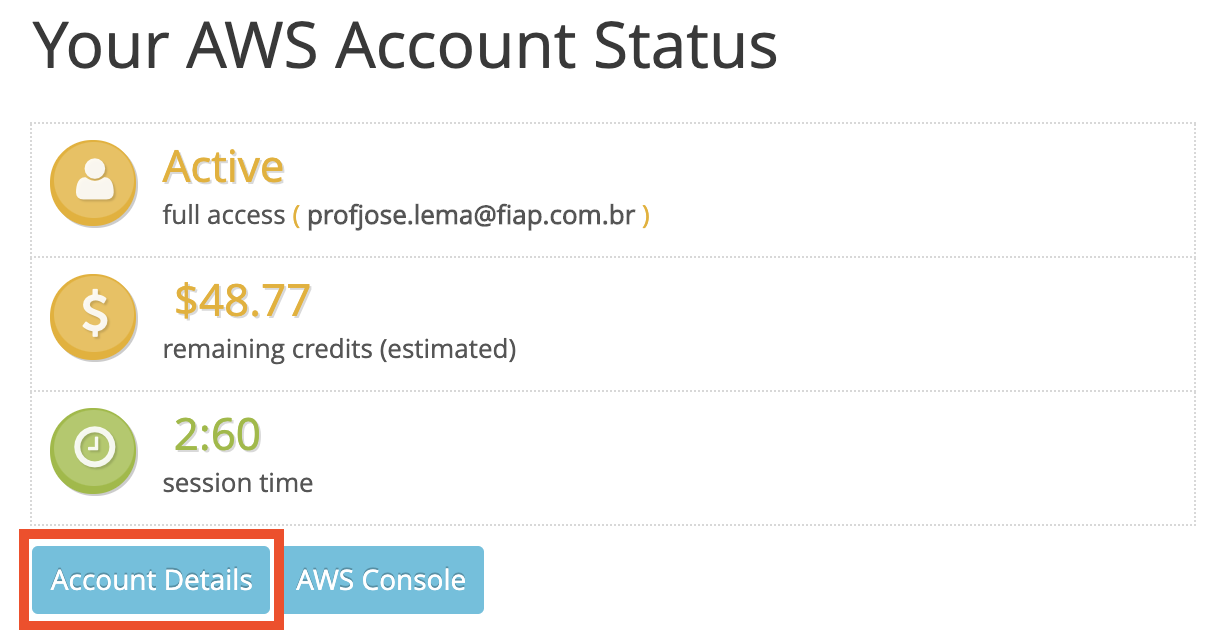 Your AWS Account Status
Active
full access ( profjose.lema@fiap.com.br )
$48.77
remaining credits (estimated)
2:60
session time
Account Details AWS Console